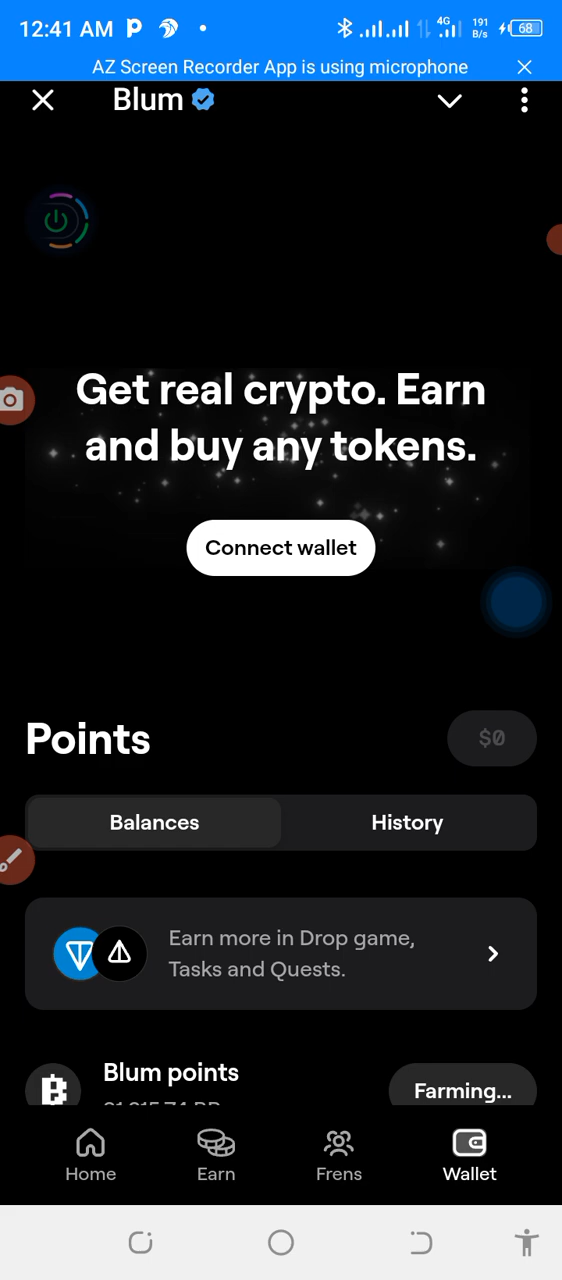 12:41 AM
4G
191
B/s
68
AZ Screen Recorder App is using microphone
Blum
Get real crypto. Earn
and buy any tokens.
Connect wallet
Points
$0
Balances
History
Earn more in Drop game,
Tasks and Quests.
Blum points
Farming...
Home
Earn
Frens
Wallet